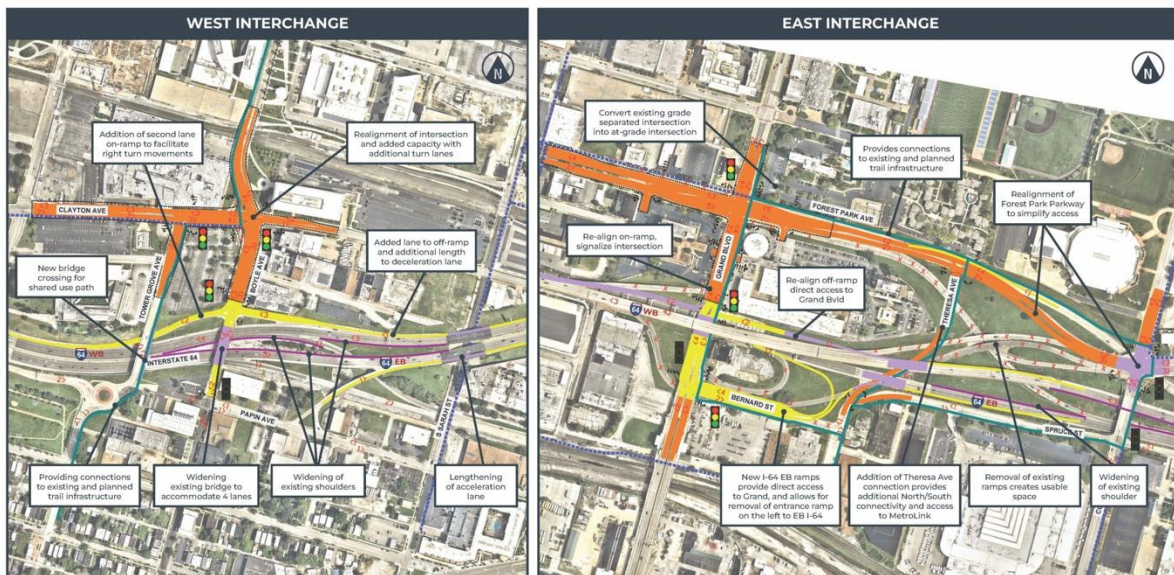 WEST INTERCHANGE
N
Addition of second lane
on-ramp to facilitate
right turn movements
Realignment of intersection
and added capacity with
additional turn lanes
CLAYTON AVE
Added lane to off-ramp
and additional length
to deceleration lane
New bridge
crossing for
shared use path
TOWER GROVE AVE
BOYLE AVE
64 WB
INTERSTATE 64
64 EB
PAPIN AVE
S SARAH ST
Providing connections
to existing and planned
trail infrastructure
Widening
existing bridge to
accommodate 4 lanes
Widening of
existing shoulders
Lengthening of
acceleration
lane
EAST INTERCHANGE
N
Convert existing grade
separated intersection
into at-grade intersection
Provides connections
to existing and planned
trail infrastructure
Realignment of
Forest Park Parkway
to simplify access
FOREST PARK AVE
Re-align on-ramp,
signalize intersection
GRAND BLVD
Re-align off-ramp
direct access to
Grand Bvld
THERESA AVE
64 WB
BERNARD ST
64 EB
SPRUCE ST
New I-64 EB ramps
provide direct access
to Grand, and allows for
removal of entrance ramp
on the left to EB I-64
Addition of Theresa Ave
connection provides
additional North/South
connectivity and access
to MetroLink
Removal of existing
ramps creates usable
space
Widening
of existing
shoulder